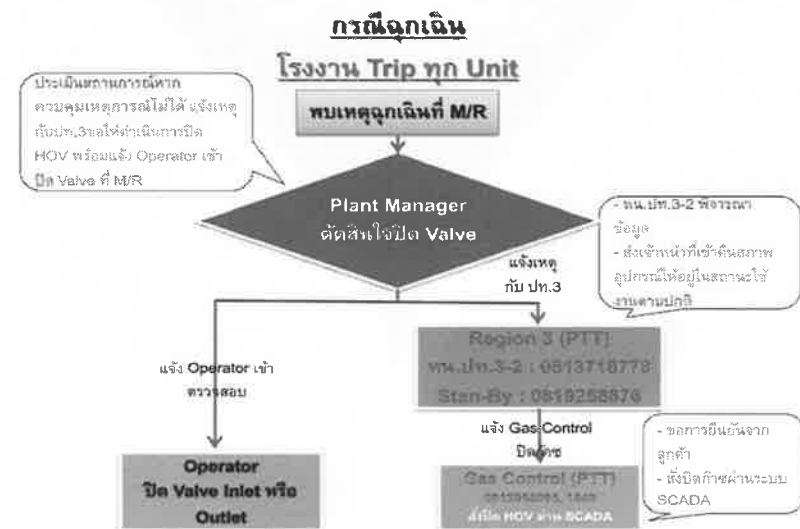 กรณีฉุกเฉิน
โรงงาน Trip ทุก Unit
พบเหตุฉุกเฉินที่ M/R
ประเมินสถานการณ์หาก
ควบคุมเหตุการณ์ไม่ได้ แจ้งเหตุ
กับปท.3ขอให้ดำเนินการปิด
HOV พร้อมแจ้ง Operator เข้า
ปิด Valve ที่ M/R
Plant Manager
ตัดสินใจปิด Valve
- ทน.ปท.3-2 พิจารณา
ข้อมูล
- ส่งเจ้าหน้าที่เข้าคืนสภาพ
อุปกรณ์ให้อยู่ในสถานะใช้
งานตามปกติ
แจ้งเหตุ
กับ ปท.3
Region 3 (PTT)
ทน.ปท.3-2 : 0813718778
Stan-By : 0819258876
แจ้ง Operator เข้า
ตรวจสอบ
แจ้ง Gas Control
ปิดก๊าซ
Operator
ปิด Valve Inlet หรือ
Outlet
Gas Control (PTT)
สั่งปิด HOV ผ่าน SCADA
- ขอการยืนยันจาก
ลูกค้า
- สั่งปิดก๊าซผ่านระบบ
SCADA